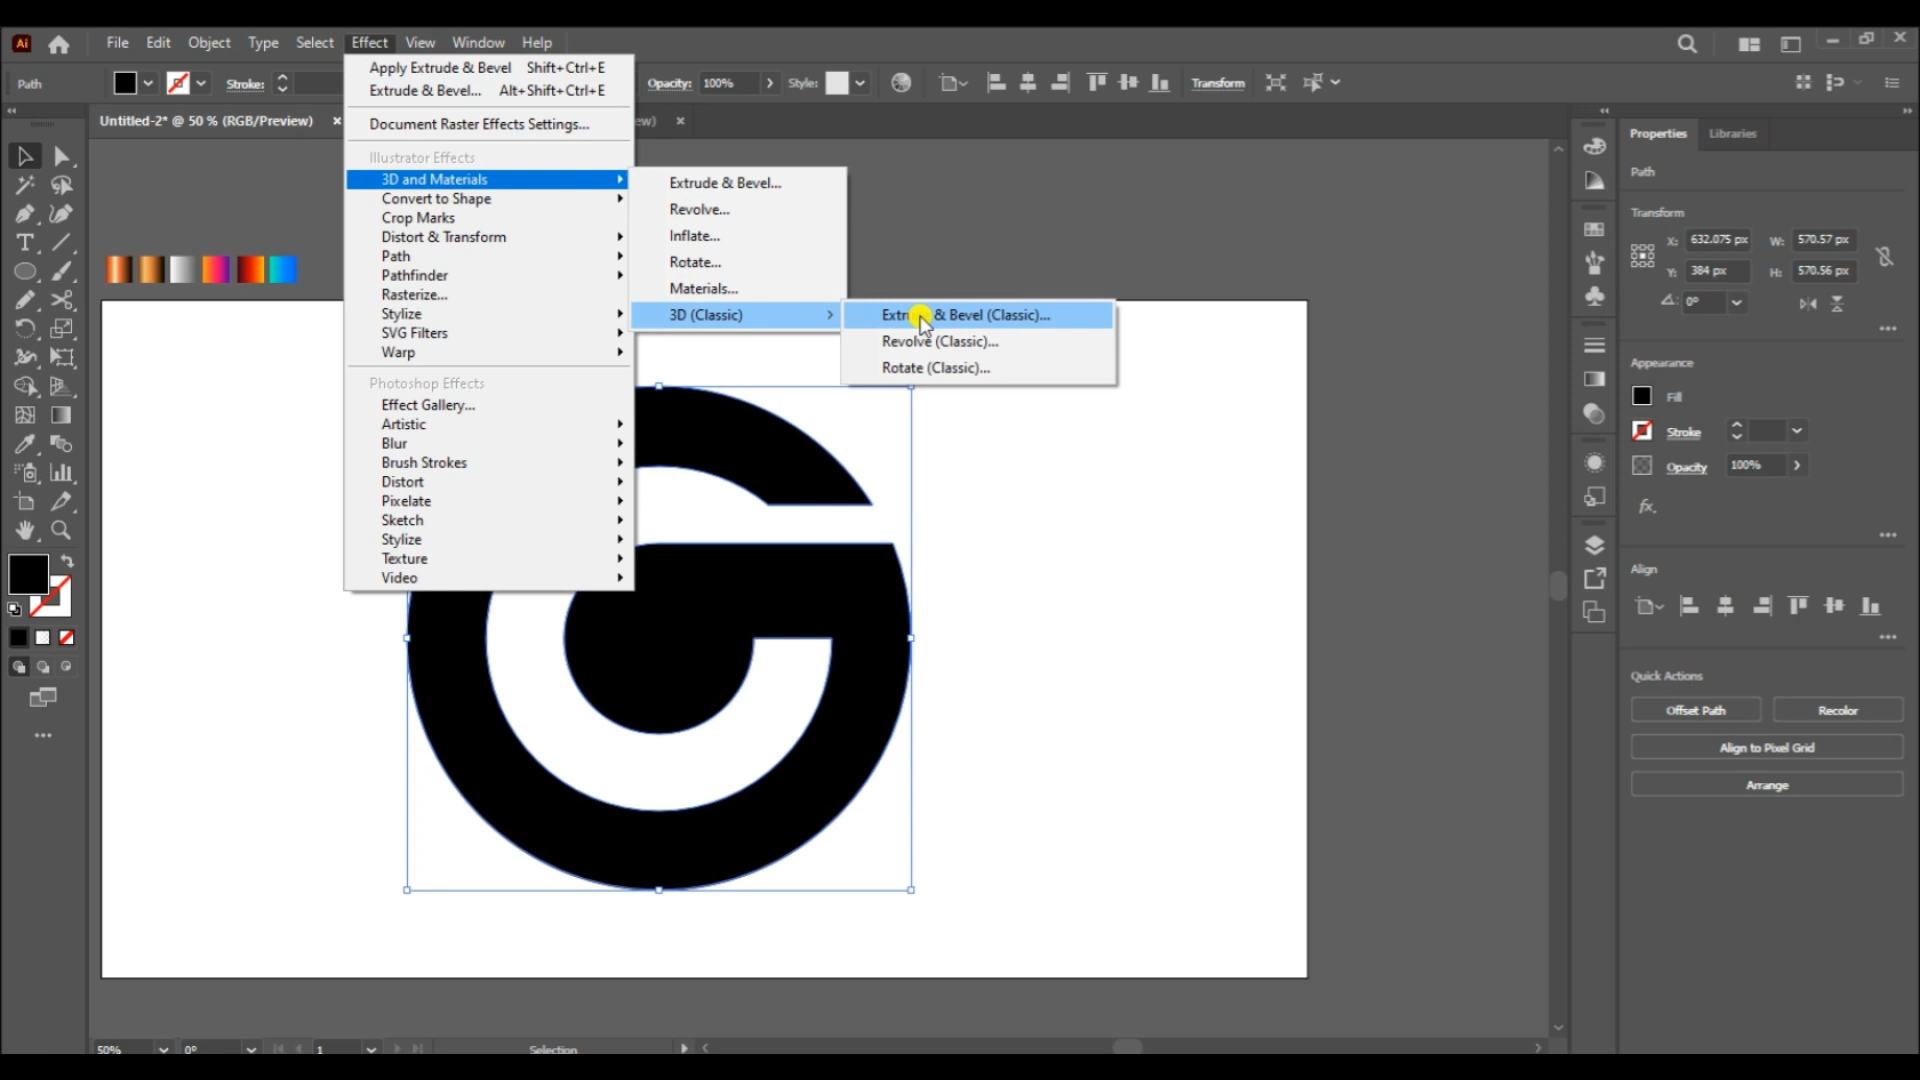 Ai File Edit Object Type Select Effect View Window Help
Path Stroke: Opacity: 100% Style: Transform
Untitled-2* @ 50 % (RGB/Preview) ×
Apply Extrude & Bevel Shift+Ctrl+E
Extrude & Bevel... Alt+Shift+Ctrl+E
Document Raster Effects Settings...
Illustrator Effects
3D and Materials
Convert to Shape
Crop Marks
Distort & Transform
Path
Pathfinder
Rasterize...
Stylize
SVG Filters
Warp
Photoshop Effects
Effect Gallery...
Artistic
Blur
Brush Strokes
Distort
Pixelate
Sketch
Stylize
Texture
Video
Extrude & Bevel...
Revolve...
Inflate...
Rotate...
Materials...
3D (Classic)
Extrude & Bevel (Classic)...
Revolve (Classic)...
Rotate (Classic)...
Properties Libraries
Path
Transform
X: 632.075 px W: 570.57 px
Y: 384 px H: 570.56 px
0°
Appearance
Fill
Stroke
Opacity 100%
fx.
Align
Quick Actions
Offset Path Recolor
Align to Pixel Grid
Arrange
50% 0° 1 Selection